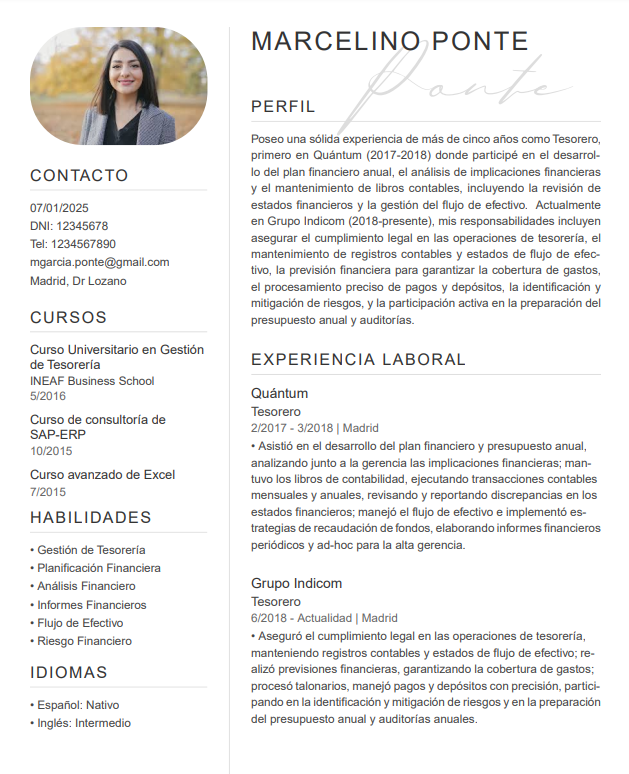 MARCELINO PONTE
Ponte
CONTACTO
07/01/2025
DNI: 12345678
Tel: 1234567890
mgarcia.ponte@gmail.com
Madrid, Dr Lozano
CURSOS
Curso Universitario en Gestión
de Tesorería
INEAF Business School
5/2016
Curso de consultoría de
SAP-ERP
10/2015
Curso avanzado de Excel
7/2015
HABILIDADES
• Gestión de Tesorería
• Planificación Financiera
• Análisis Financiero
• Informes Financieros
• Flujo de Efectivo
• Riesgo Financiero
IDIOMAS
• Español: Nativo
• Inglés: Intermedio
PERFIL
Poseo una sólida experiencia de más de cinco años como Tesorero,
primero en Quántum (2017-2018) donde participé en el desarrol-
lo del plan financiero anual, el análisis de implicaciones financieras
y el mantenimiento de libros contables, incluyendo la revisión de
estados financieros y la gestión del flujo de efectivo. Actualmente
en Grupo Indicom (2018-presente), mis responsabilidades incluyen
asegurar el cumplimiento legal en las operaciones de tesorería, el
mantenimiento de registros contables y estados de flujo de efec-
tivo, la previsión financiera para garantizar la cobertura de gastos,
el procesamiento preciso de pagos y depósitos, la identificación y
mitigación de riesgos, y la participación activa en la preparación del
presupuesto anual y auditorías.
EXPERIENCIA LABORAL
Quántum
Tesorero
2/2017 - 3/2018 | Madrid
• Asistió en el desarrollo del plan financiero y presupuesto anual,
analizando junto a la gerencia las implicaciones financieras; man-
tuvo los libros de contabilidad, ejecutando transacciones contables
mensuales y anuales, revisando y reportando discrepancias en los
estados financieros; manejó el flujo de efectivo e implementó es-
trategias de recaudación de fondos, elaborando informes financieros
periódicos y ad-hoc para la alta gerencia.
Grupo Indicom
Tesorero
6/2018 - Actualidad | Madrid
• Aseguró el cumplimiento legal en las operaciones de tesorería,
manteniendo registros contables y estados de flujo de efectivo; re-
alizó previsiones financieras, garantizando la cobertura de gastos;
procesó talonarios, manejó pagos y depósitos con precisión, partici-
pando en la identificación y mitigación de riesgos y en la preparación
del presupuesto anual y auditorías anuales.